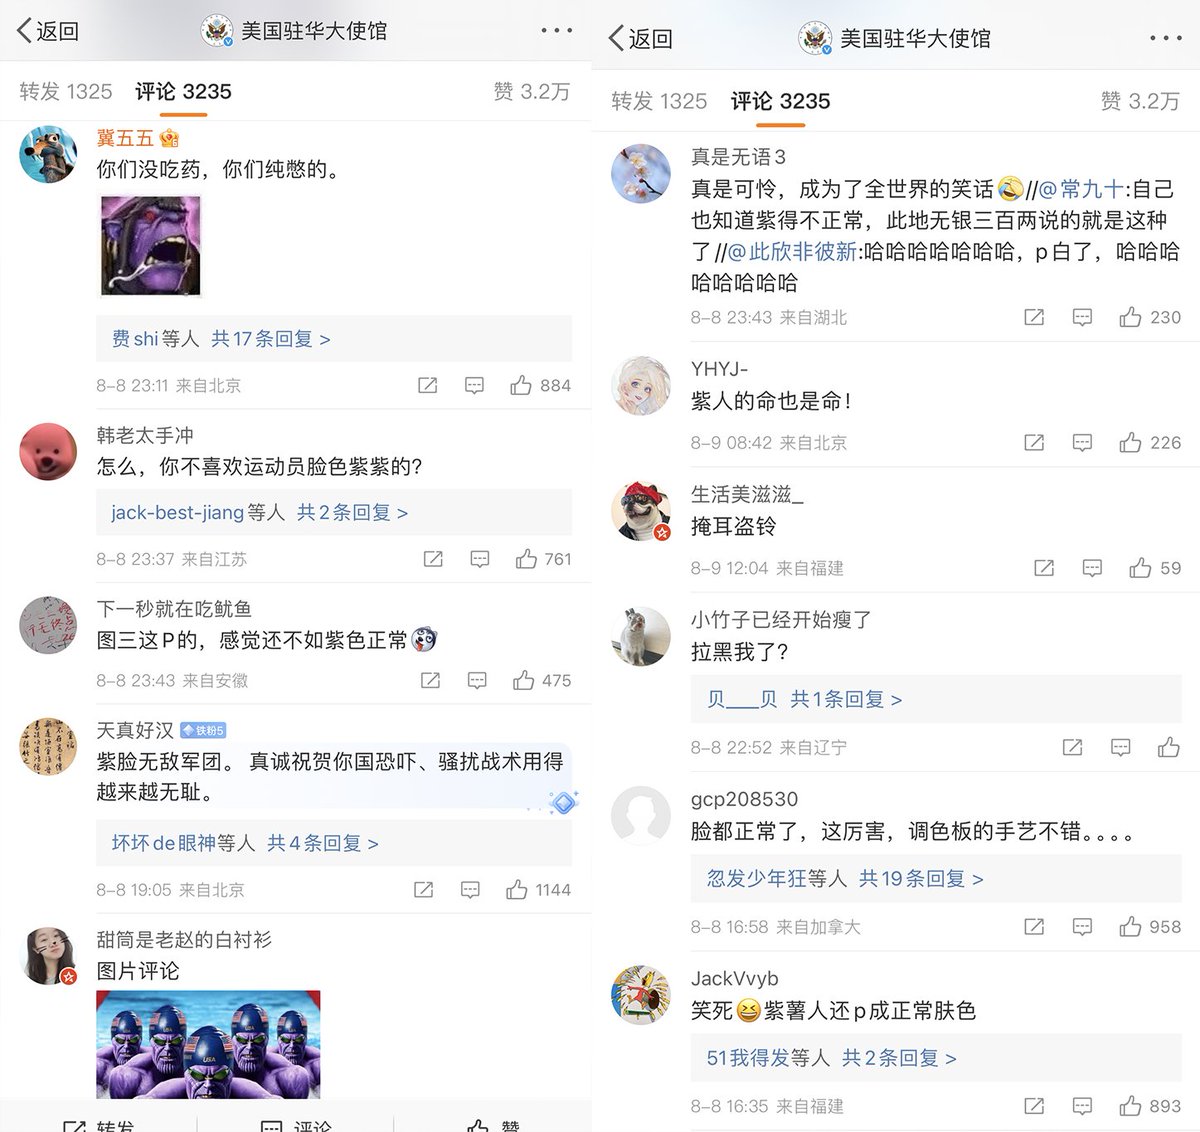 返回
美国驻华大使馆
转发 1325 评论 3235 赞 3.2万
冀五五
你们没吃药，你们纯憋的。
费shi等人 共17条回复 >
8-8 23:11 来自北京 884
韩老太手冲
怎么，你不喜欢运动员脸色紫紫的？
jack-best-jiang等人 共2条回复 >
8-8 23:37 来自江苏 761
下一秒就在吃鱿鱼
图三这P的，感觉还不如紫色正常
8-8 23:43 来自安徽 475
天真好汉 铁粉5
紫脸无敌军团。 真诚祝贺你国恐吓、骚扰战术用得
越来越无耻。
坏坏de眼神等人 共4条回复 >
8-8 19:05 来自北京 1144
甜筒是老赵的白衬衫
图片评论
USA
转发 评论 赞
返回
美国驻华大使馆
转发 1325 评论 3235 赞 3.2万
真是无语3
真是可怜，成为了全世界的笑话//@常九十:自己
也知道紫得不正常，此地无银三百两说的就是这种
了//@此欣非彼新:哈哈哈哈哈哈哈，p白了，哈哈哈
哈哈哈哈哈哈
8-8 23:43 来自湖北 230
YHYJ-
紫人的命也是命！
8-9 08:42 来自北京 226
生活美滋滋_
掩耳盗铃
8-9 12:04 来自福建 59
小竹子已经开始瘦了
拉黑我了？
贝___贝 共1条回复 >
8-8 22:52 来自辽宁
gcp208530
脸都正常了，这厉害，调色板的手艺不错。。。。
忽发少年狂等人 共19条回复 >
8-8 16:58 来自加拿大 958
JackVvyb
笑死紫薯人还p成正常肤色
51我得发等人 共2条回复 >
8-8 16:35 来自福建 893